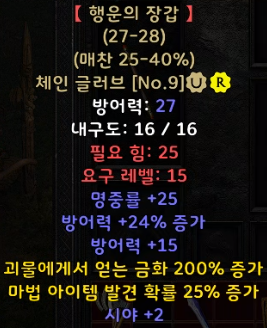 【 행운의 장갑 】
(27-28)
(매찬 25-40%)
체인 글러브 [No.9] U R
방어력: 27
내구도: 16 / 16
필요 힘: 25
요구 레벨: 15
명중률 +25
방어력 +24% 증가
방어력 +15
괴물에게서 얻는 금화 200% 증가
마법 아이템 발견 확률 25% 증가
시야 +2